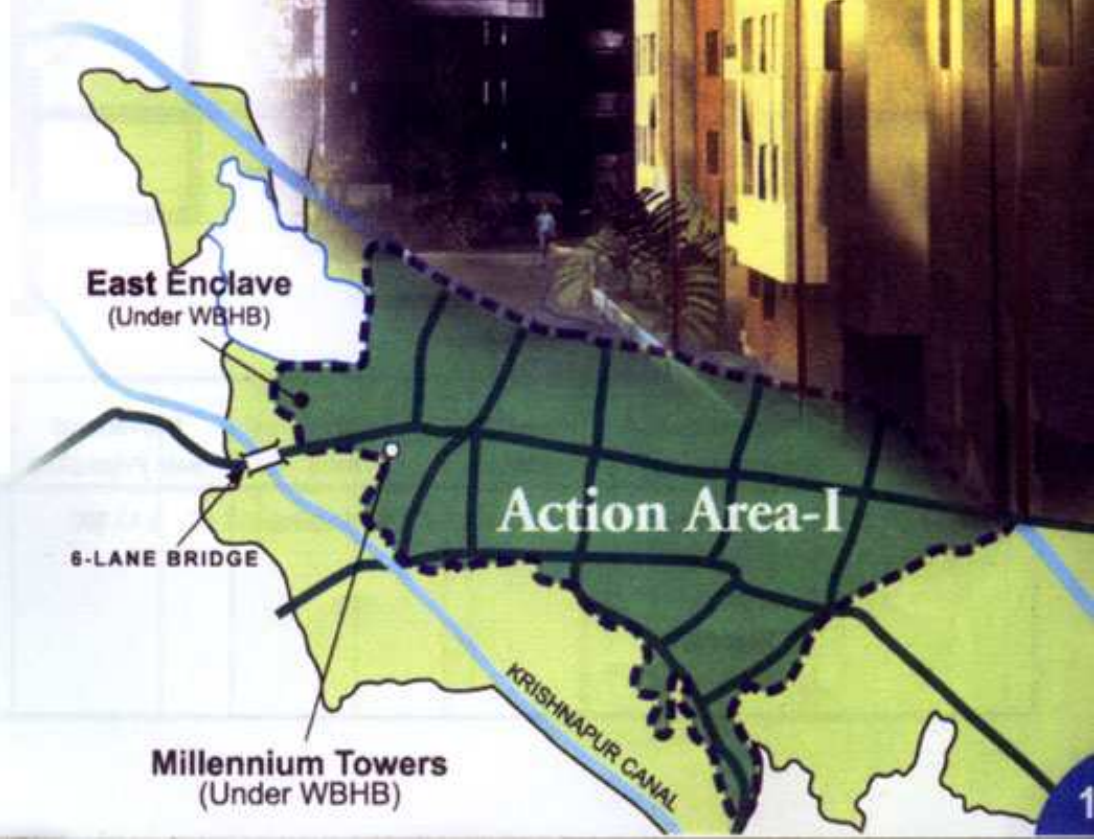 East Enclave
(Under WBHB)
Action Area-I
6-LANE BRIDGE
KRISHNAPUR CANAL
Millennium Towers
(Under WBHB)
1